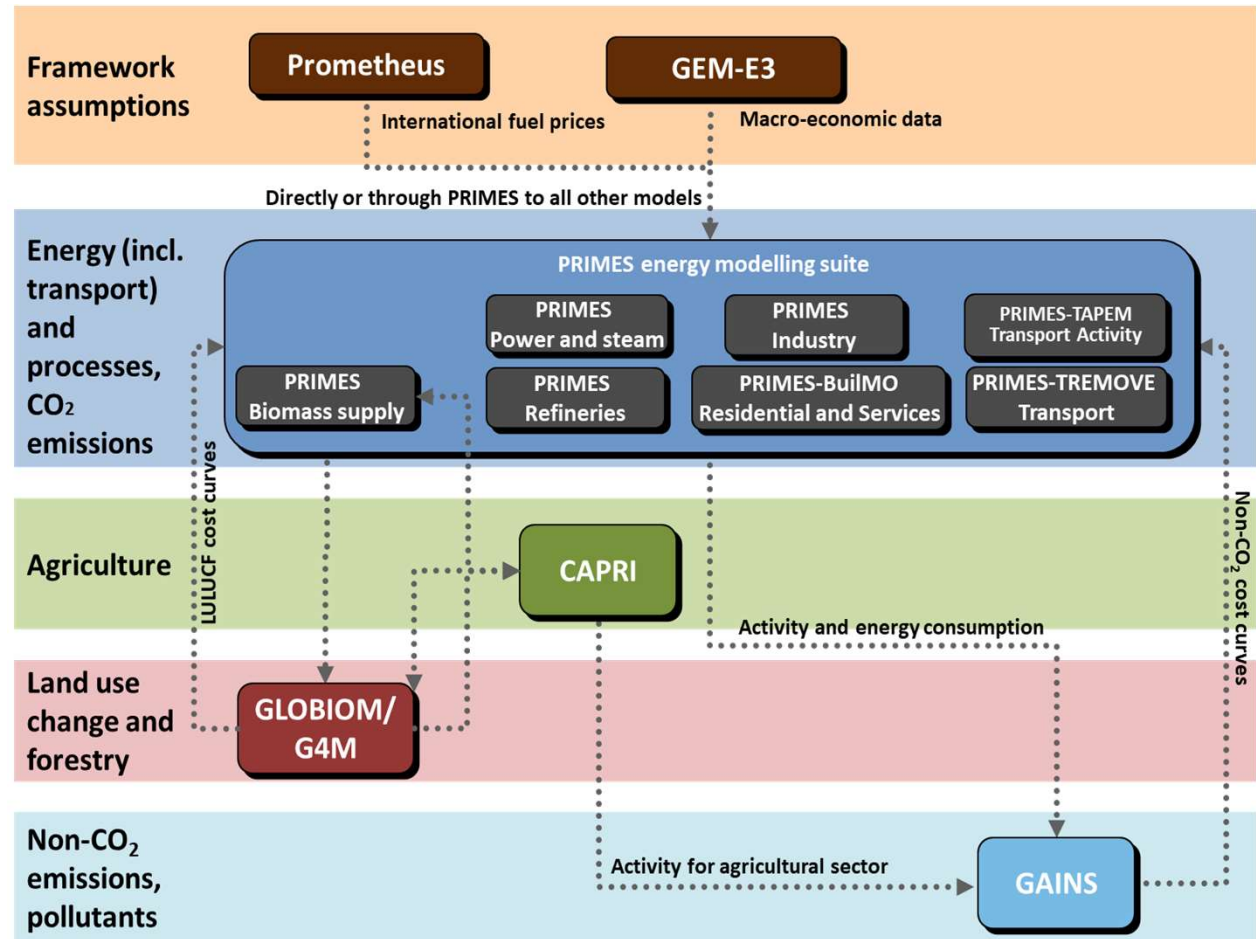 Framework
assumptions
Prometheus
GEM-E3
International fuel prices
Macro-economic data
Directly or through PRIMES to all other models
Energy (incl.
transport)
and
processes,
CO₂
emissions
PRIMES energy modelling suite
PRIMES
Power and steam
PRIMES
Industry
PRIMES-TAPEM
Transport Activity
PRIMES
Biomass supply
PRIMES
Refineries
PRIMES-BuilMO
Residential and Services
PRIMES-TREMOVE
Transport
LULUCF cost curves
Non-CO₂ cost curves
Agriculture
CAPRI
Activity and energy consumption
Land use
change and
forestry
GLOBIOM/
G4M
Non-CO₂
emissions,
pollutants
Activity for agricultural sector
GAINS